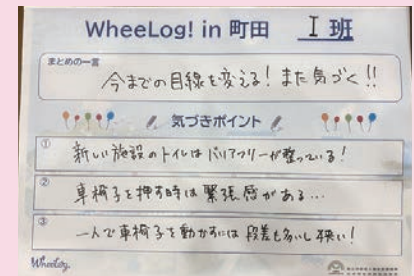 WheeLog! in 町田 I 班
まとめの一言
今までの目線を変える！また気づく!!
気づきポイント
①
新しい施設のトイレはバリアフリーが整っている！
②
車椅子を押す時は緊張感がある…
③
一人で車椅子を動かすには段差も多いし狭い！
WheeLog